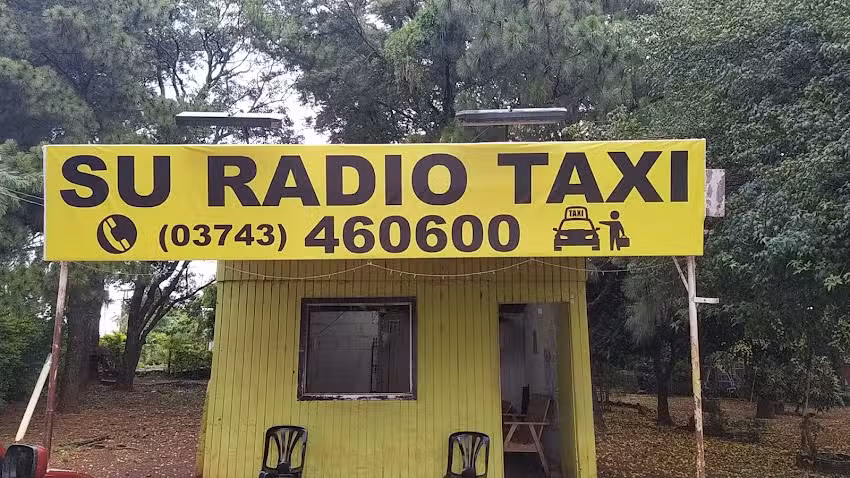 SU RADIO TAXI
(03743) 460600
TAXI